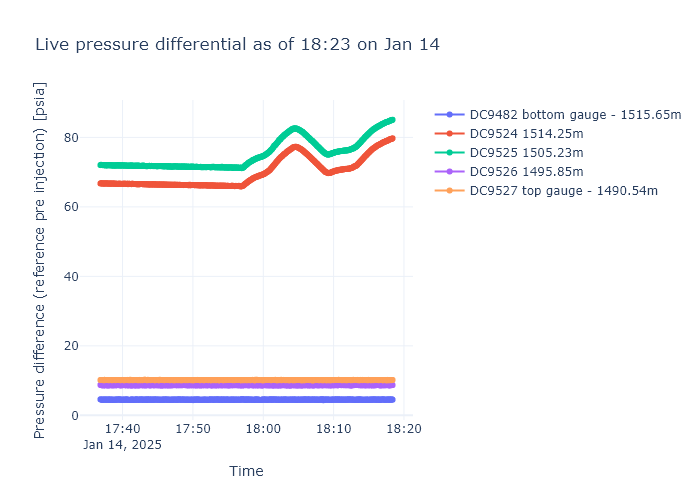 Live pressure differential as of 18:23 on Jan 14
Pressure difference (reference pre injection) [psia]
80
60
40
20
0
17:40
Jan 14, 2025
17:50
18:00
18:10
18:20
Time
DC9482 bottom gauge - 1515.65m
DC9524 1514.25m
DC9525 1505.23m
DC9526 1495.85m
DC9527 top gauge - 1490.54m